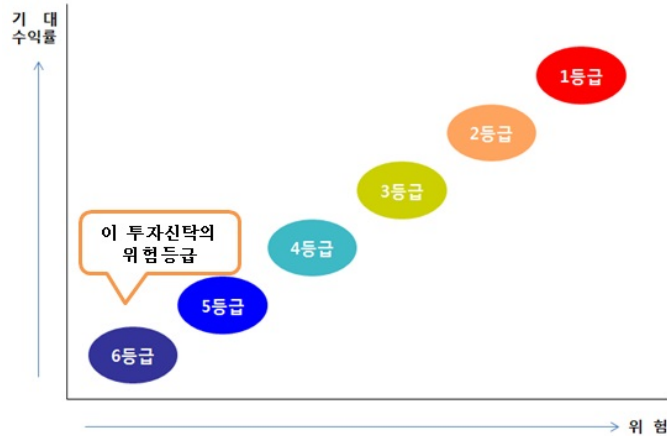 기 대
수익률
1등급
2등급
3등급
이 투자신탁의
위험등급
4등급
5등급
6등급
위 험